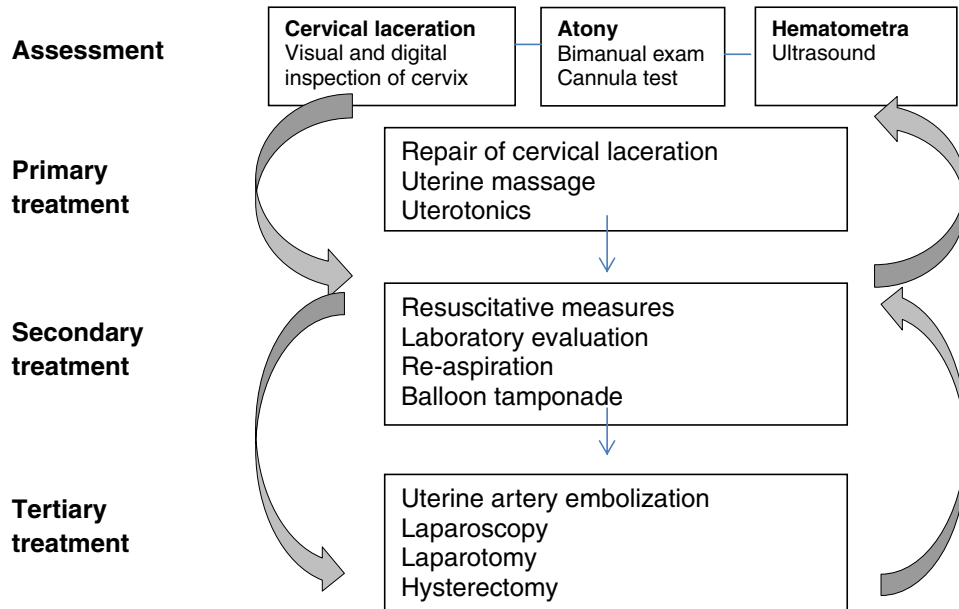 Assessment
Cervical laceration
Visual and digital
inspection of cervix
Atony
Bimanual exam
Cannula test
Hematometra
Ultrasound
Primary
treatment
Repair of cervical laceration
Uterine massage
Uterotonics
Secondary
treatment
Resuscitative measures
Laboratory evaluation
Re-aspiration
Balloon tamponade
Tertiary
treatment
Uterine artery embolization
Laparoscopy
Laparotomy
Hysterectomy